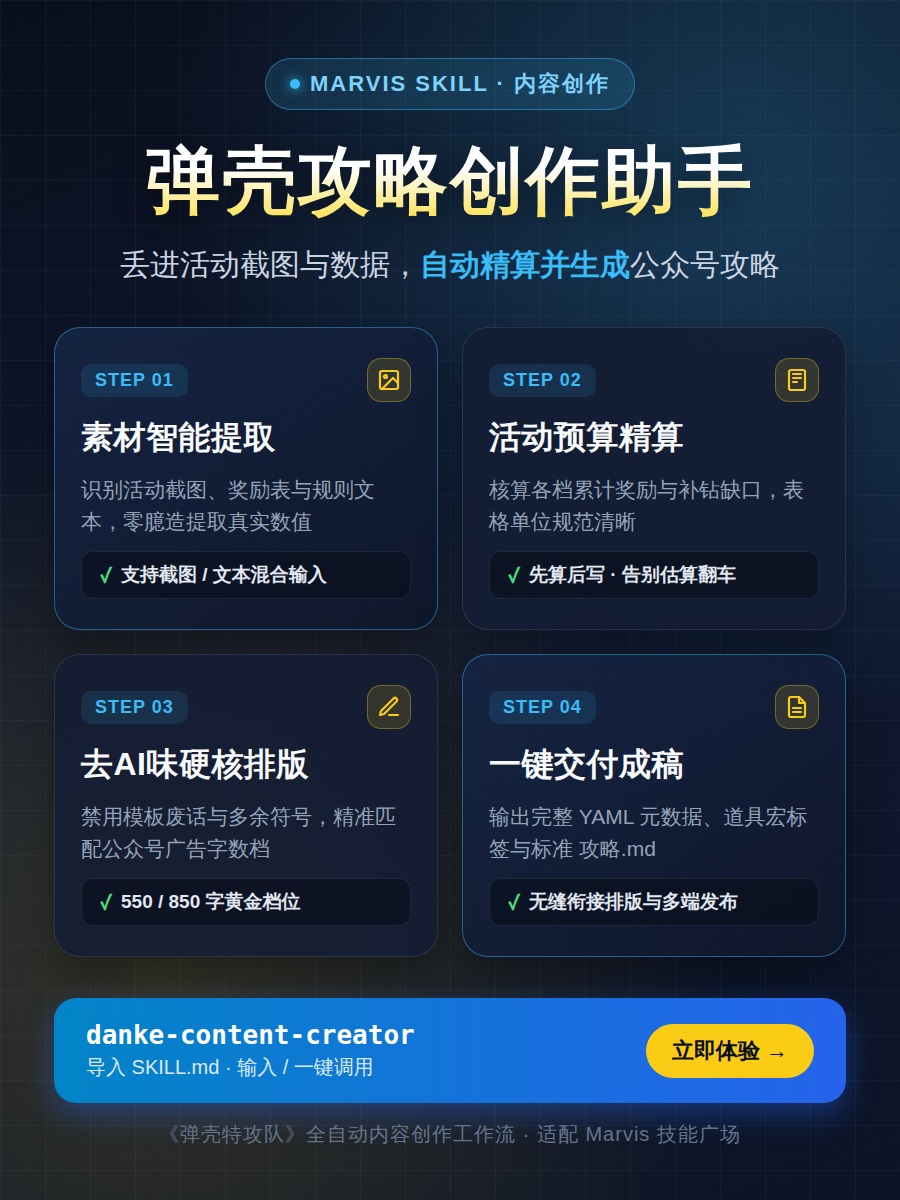 MARVIS SKILL · 内容创作
弹壳攻略创作助手
丢进活动截图与数据，自动精算并生成公众号攻略
STEP 01
素材智能提取
识别活动截图、奖励表与规则文
本，零臆造提取真实数值
✓ 支持截图 / 文本混合输入
STEP 02
活动预算精算
核算各档累计奖励与补钻缺口，表
格单位规范清晰
✓ 先算后写 · 告别估算翻车
STEP 03
去AI味硬核排版
禁用模板废话与多余符号，精准匹
配公众号广告字数档
✓ 550 / 850 字黄金档位
STEP 04
一键交付成稿
输出完整 YAML 元数据、道具宏标
签与标准 攻略.md
✓ 无缝衔接排版与多端发布
danke-content-creator
导入 SKILL.md · 输入 / 一键调用
立即体验 →
《弹壳特攻队》全自动内容创作工作流 · 适配 Marvis 技能广场